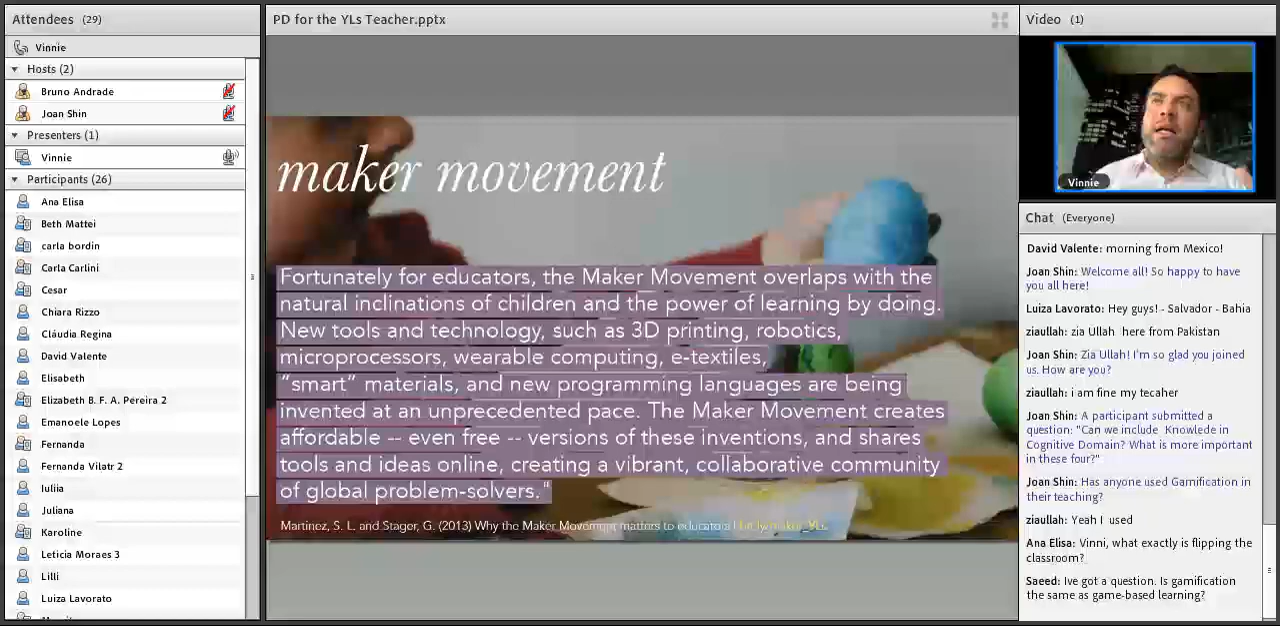 Attendees (29)
Vinnie
Hosts (2)
Bruno Andrade
Joan Shin
Presenters (1)
Vinnie
Participants (26)
Ana Elisa
Beth Mattei
carla bordin
Carla Carlini
Cesar
Chiara Rizzo
Cláudia Regina
David Valente
Elisabeth
Elizabeth B. F. A. Pereira 2
Emanoele Lopes
Fernanda
Fernanda Vilatr 2
Iuliia
Juliana
Karoline
Leticia Moraes 3
Lilli
Luiza Lavorato
PD for the YLs Teacher.pptx
maker movement
Fortunately for educators, the Maker Movement overlaps with the
natural inclinations of children and the power of learning by doing.
New tools and technology, such as 3D printing, robotics,
microprocessors, wearable computing, e-textiles,
“smart” materials, and new programming languages are being
invented at an unprecedented pace. The Maker Movement creates
affordable -- even free -- versions of these inventions, and shares
tools and ideas online, creating a vibrant, collaborative community
of global problem-solvers."
Martinez, S. L. and Stager, G. (2013) Why the Maker Movement matters to educators | bit.ly/maker_YLs
Video (1)
Vinnie
Chat (Everyone)
David Valente: morning from Mexico!
Joan Shin: Welcome all! So happy to have
you all here!
Luiza Lavorato: Hey guys! - Salvador - Bahia
ziaullah: zia Ullah here from Pakistan
Joan Shin: Zia Ullah! I'm so glad you joined
us. How are you?
ziaullah: i am fine my tecaher
Joan Shin: A participant submitted a
question: "Can we include Knowlede in
Cognitive Domain? What is more important
in these four?"
Joan Shin: Has anyone used Gamification in
their teaching?
ziaullah: Yeah I used
Ana Elisa: Vinni, what exactly is flipping the
classroom?
Saeed: Ive got a question. Is gamification
the same as game-based learning?